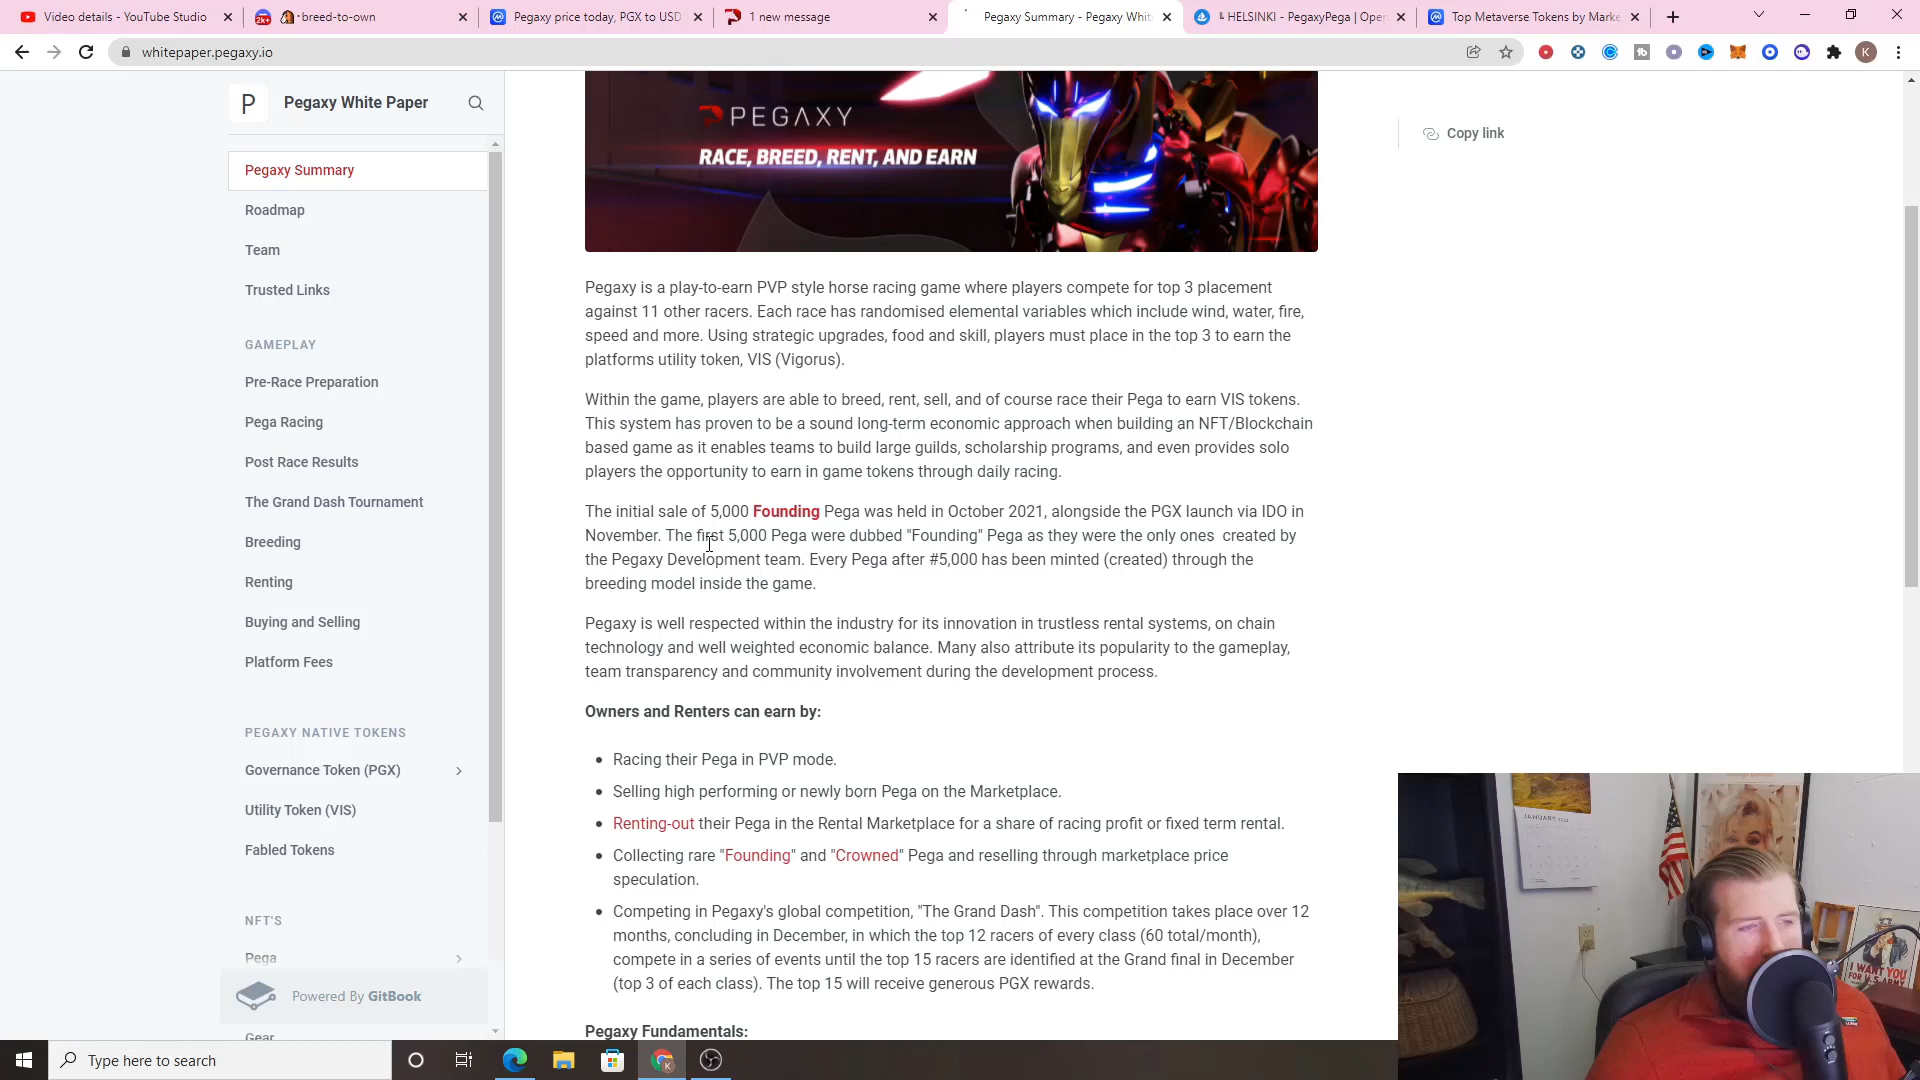 Video details - YouTube Studio
2k+
breed-to-own
Pegaxy price today, PGX to USD
1 new message
Pegaxy Summary - Pegaxy Whit
HELSINKI - PegaxyPega | Open
Top Metaverse Tokens by Marke
whitepaper.pegaxy.io
K
P
Pegaxy White Paper
Pegaxy Summary
Roadmap
Team
Trusted Links
GAMEPLAY
Pre-Race Preparation
Pega Racing
Post Race Results
The Grand Dash Tournament
Breeding
Renting
Buying and Selling
Platform Fees
PEGAXY NATIVE TOKENS
Governance Token (PGX)
Utility Token (VIS)
Fabled Tokens
NFT'S
Pega
Powered By GitBook
Gear
PEGAXY
RACE, BREED, RENT, AND EARN
Copy link
Pegaxy is a play-to-earn PVP style horse racing game where players compete for top 3 placement
against 11 other racers. Each race has randomised elemental variables which include wind, water, fire,
speed and more. Using strategic upgrades, food and skill, players must place in the top 3 to earn the
platforms utility token, VIS (Vigorus).
Within the game, players are able to breed, rent, sell, and of course race their Pega to earn VIS tokens.
This system has proven to be a sound long-term economic approach when building an NFT/Blockchain
based game as it enables teams to build large guilds, scholarship programs, and even provides solo
players the opportunity to earn in game tokens through daily racing.
The initial sale of 5,000 Founding Pega was held in October 2021, alongside the PGX launch via IDO in
November. The first 5,000 Pega were dubbed "Founding" Pega as they were the only ones created by
the Pegaxy Development team. Every Pega after #5,000 has been minted (created) through the
breeding model inside the game.
Pegaxy is well respected within the industry for its innovation in trustless rental systems, on chain
technology and well weighted economic balance. Many also attribute its popularity to the gameplay,
team transparency and community involvement during the development process.
Owners and Renters can earn by:
Racing their Pega in PVP mode.
Selling high performing or newly born Pega on the Marketplace.
Renting-out their Pega in the Rental Marketplace for a share of racing profit or fixed term rental.
Collecting rare "Founding" and "Crowned" Pega and reselling through marketplace price
speculation.
Competing in Pegaxy's global competition, "The Grand Dash". This competition takes place over 12
months, concluding in December, in which the top 12 racers of every class (60 total/month),
compete in a series of events until the top 15 racers are identified at the Grand final in December
(top 3 of each class). The top 15 will receive generous PGX rewards.
Pegaxy Fundamentals:
JANUARY
I WANT YOU
FOR U.S. ARMY
Type here to search